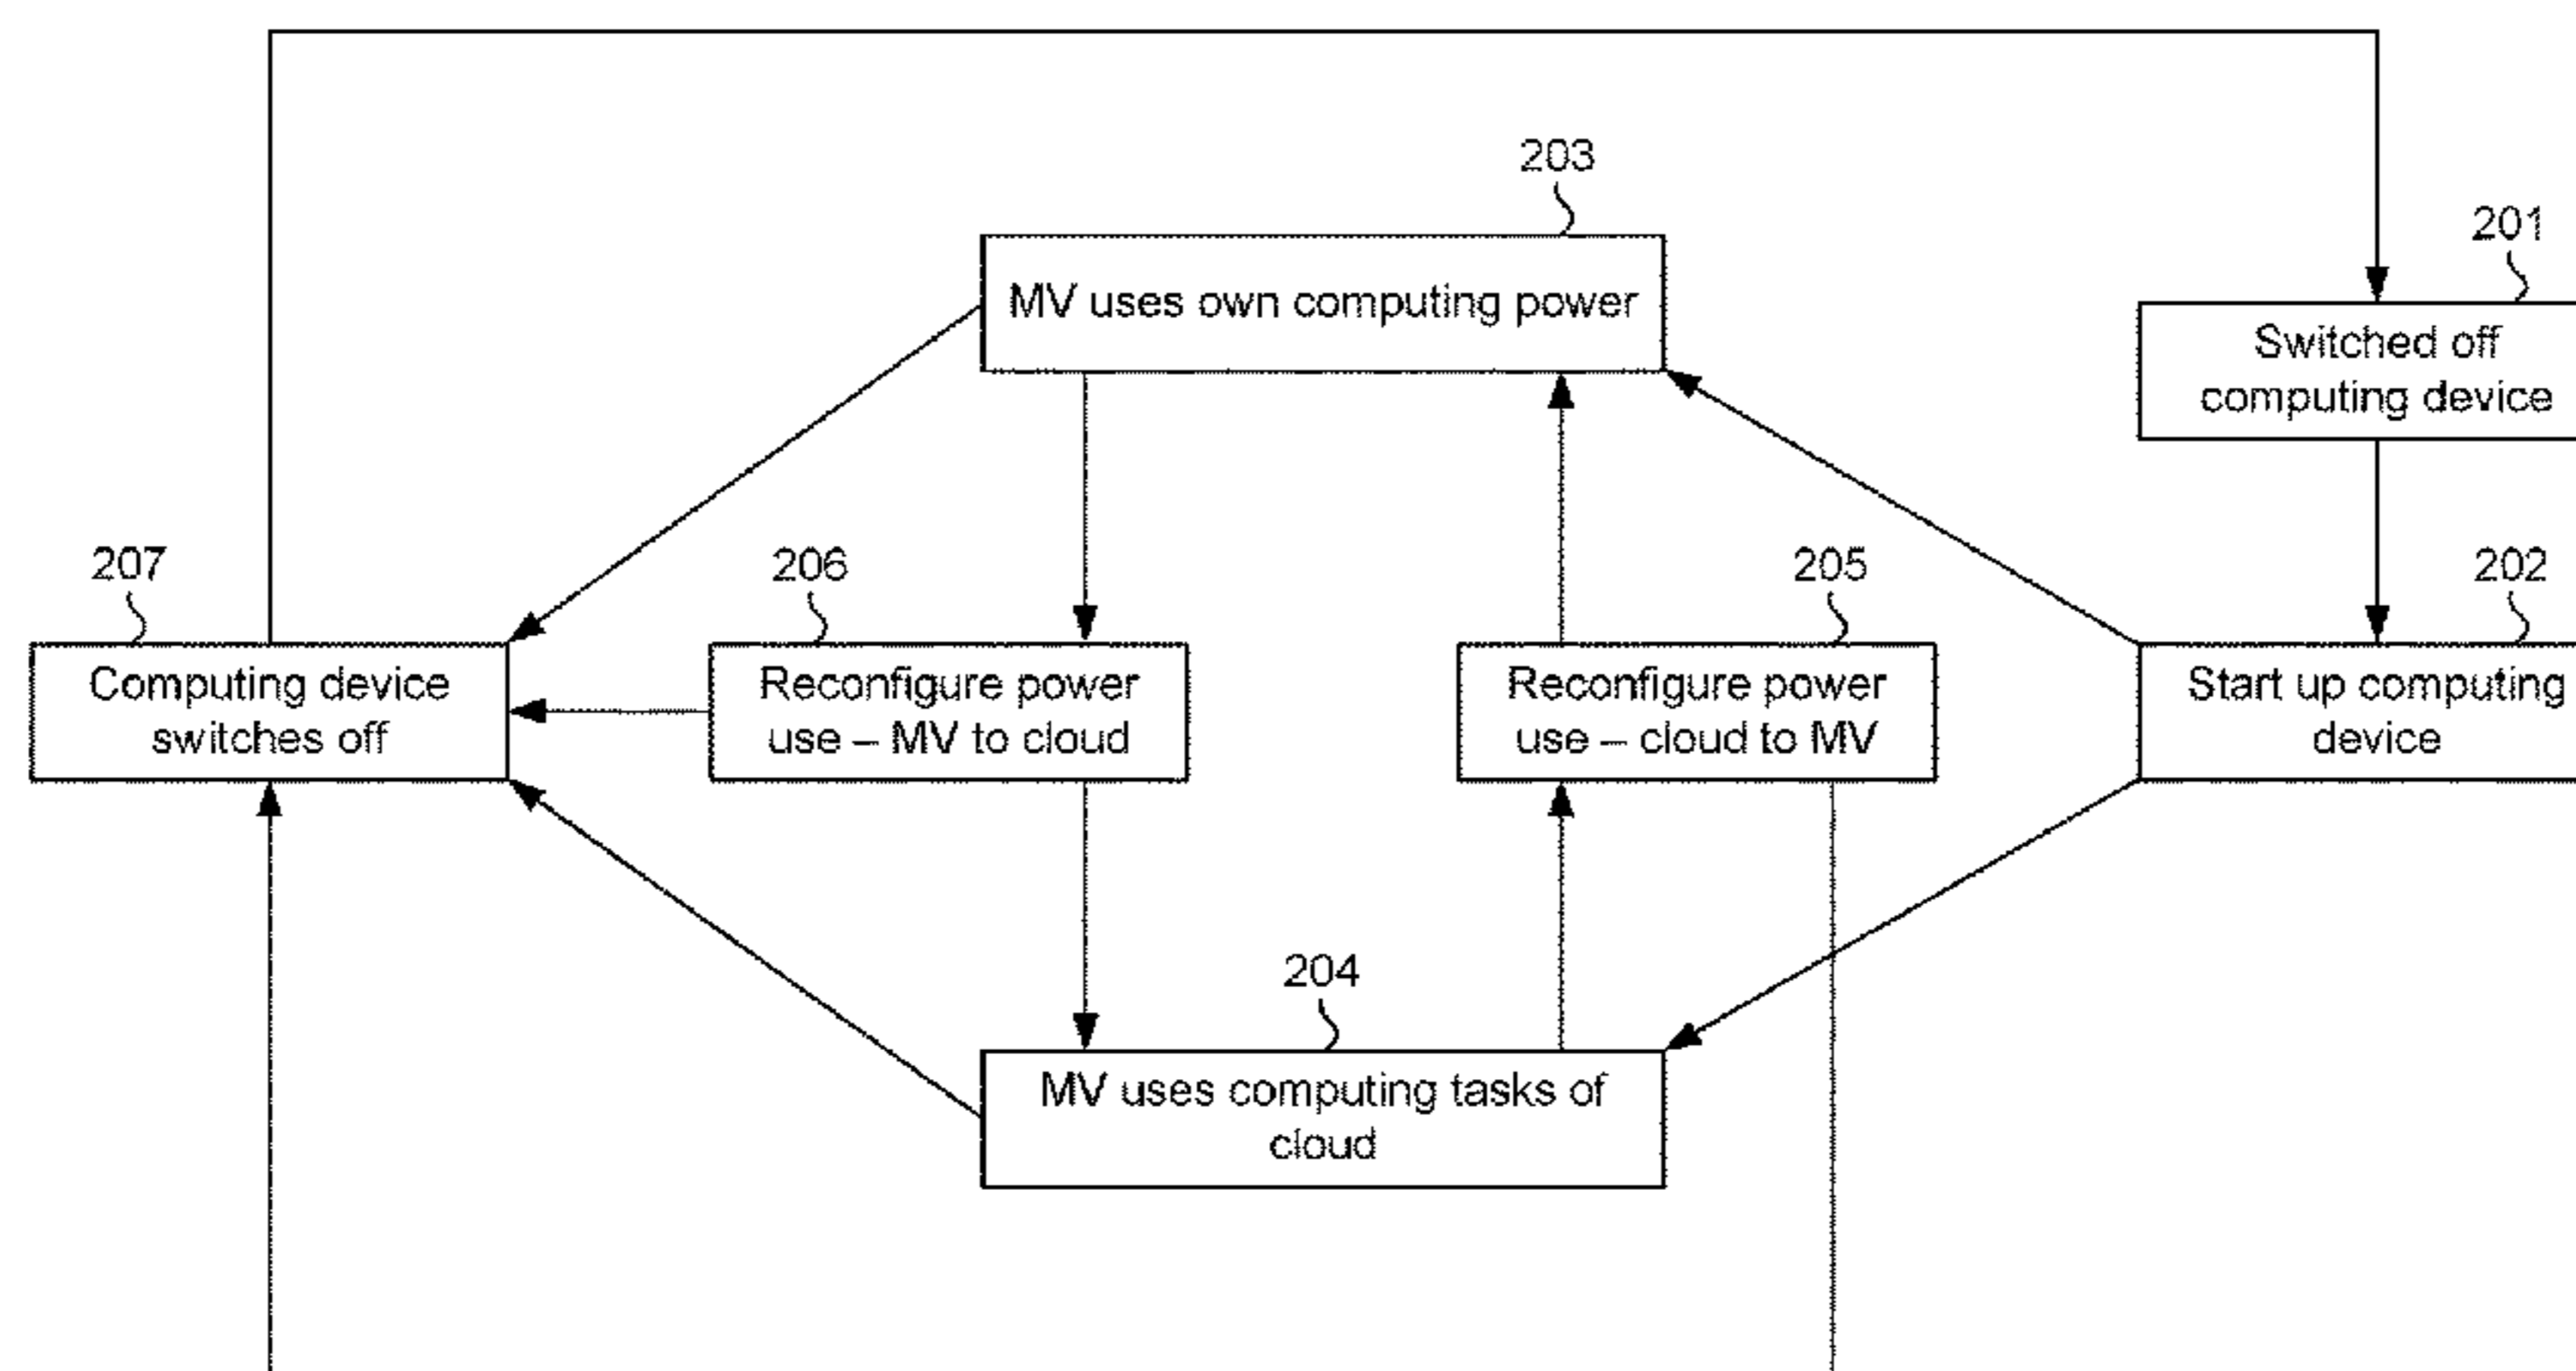 203
MV uses own computing power
201
Switched off
computing device
207
Computing device
switches off
206
Reconfigure power
use – MV to cloud
205
Reconfigure power
use – cloud to MV
202
Start up computing
device
204
MV uses computing tasks of
cloud